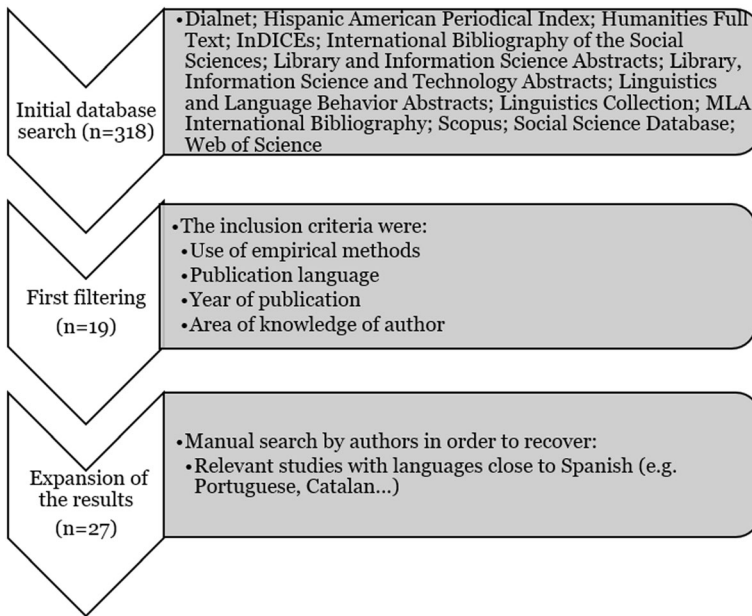 Initial database
search (n=318)
•Dialnet; Hispanic American Periodical Index; Humanities Full
Text; InDICEs; International Bibliography of the Social
Sciences; Library and Information Science Abstracts; Library,
Information Science and Technology Abstracts; Linguistics
and Language Behavior Abstracts; Linguistics Collection; MLA
International Bibliography; Scopus; Social Science Database;
Web of Science
First filtering
(n=19)
•The inclusion criteria were:
•Use of empirical methods
•Publication language
•Year of publication
•Area of knowledge of author
Expansion of
the results
(n=27)
•Manual search by authors in order to recover:
•Relevant studies with languages close to Spanish (e.g.
Portuguese, Catalan...)